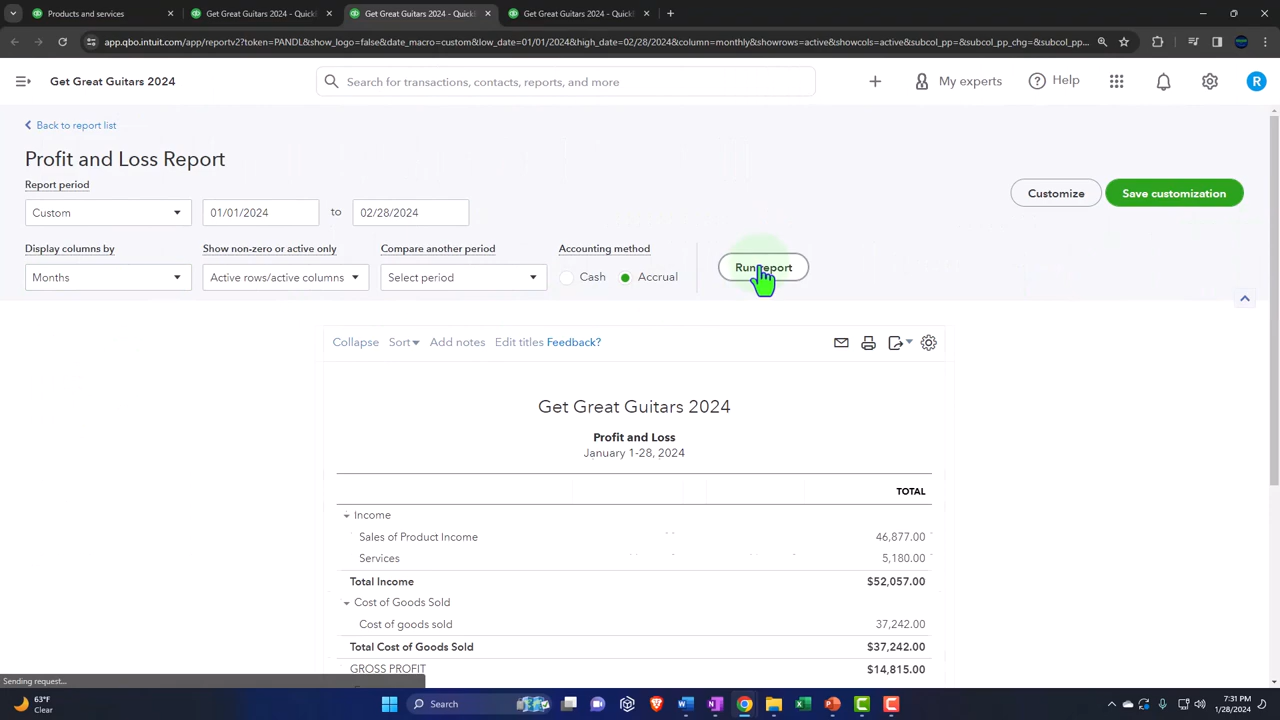 Products and services
Get Great Guitars 2024 - Quick
Get Great Guitars 2024 - Quick
Get Great Guitars 2024 - Quick
app.qbo.intuit.com/app/reportv2?token=PANDL&show_logo=false&date_macro=custom&low_date=01/01/2024&high_date=02/28/2024&column=monthly&showrows=active&showcols=active&subcol_pp=&subcol_pp_chg=&subcol_pp_...
Get Great Guitars 2024
Search for transactions, contacts, reports, and more
My experts
Help
R
Back to report list
Profit and Loss Report
Report period
Custom
01/01/2024
to
02/28/2024
Customize
Save customization
Display columns by
Show non-zero or active only
Compare another period
Accounting method
Months
Active rows/active columns
Select period
Cash
Accrual
Run report
Collapse
Sort
Add notes
Edit titles
Feedback?
Get Great Guitars 2024
Profit and Loss
January 1-28, 2024
TOTAL
Income
Sales of Product Income 46,877.00
Services 5,180.00
Total Income $52,057.00
Cost of Goods Sold
Cost of goods sold 37,242.00
Total Cost of Goods Sold $37,242.00
GROSS PROFIT $14,815.00
Sending request...
63°F
Clear
Search
7:31 PM
1/28/2024